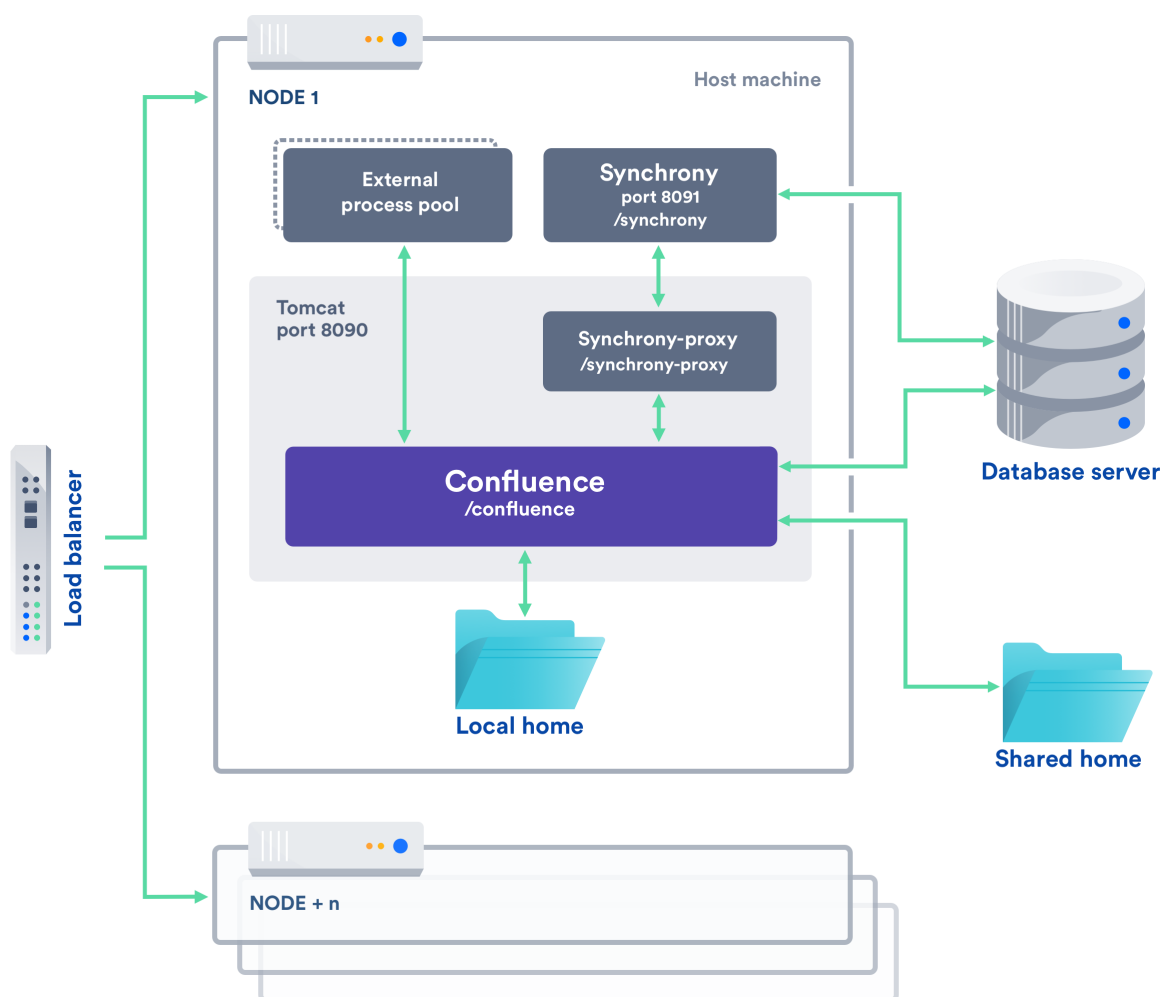 Host machine
NODE 1
External
process pool
Synchrony
port 8091
/synchrony
Tomcat
port 8090
Synchrony-proxy
/synchrony-proxy
Confluence
/confluence
Load balancer
Database server
Local home
Shared home
NODE + n